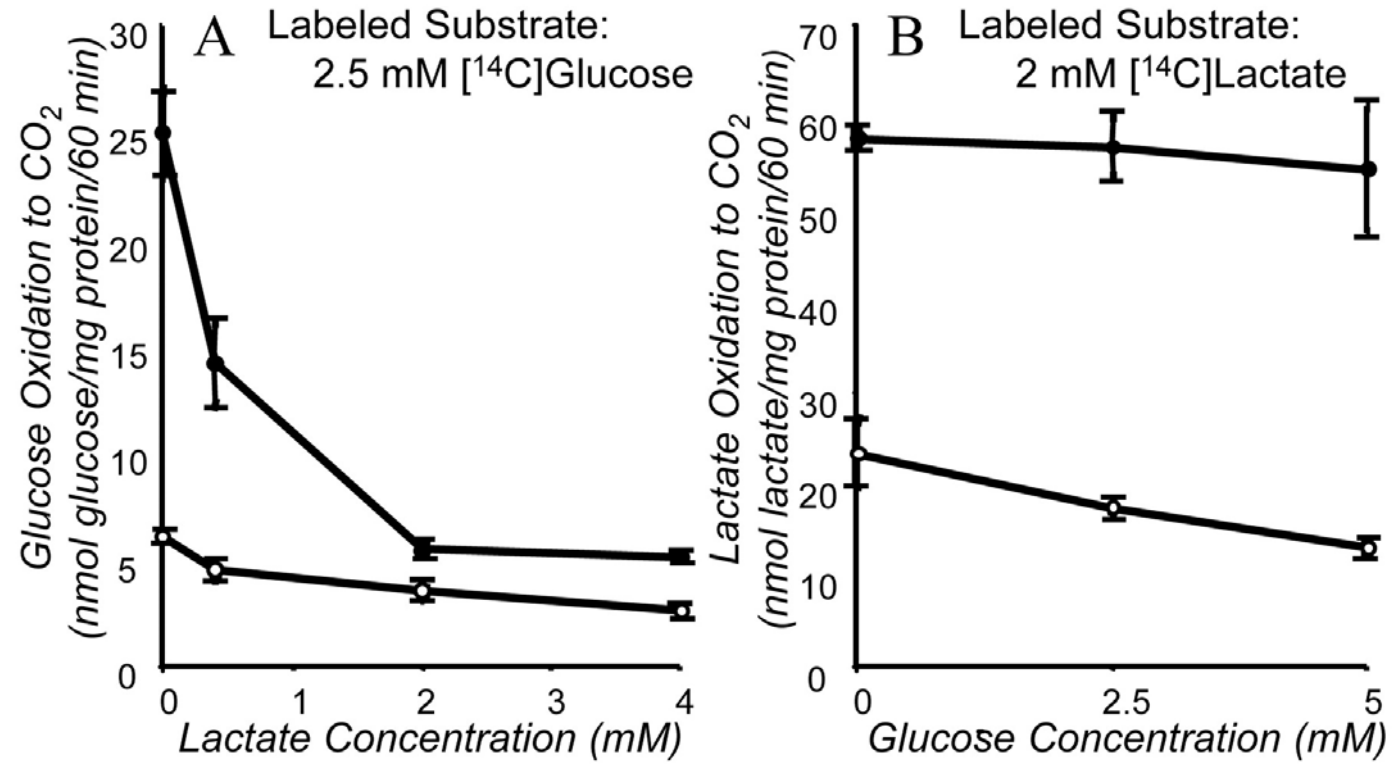 A
Labeled Substrate:
2.5 mM [¹⁴C]Glucose
Glucose Oxidation to CO₂
(nmol glucose/mg protein/60 min)
30
25
20
15
10
5
0
0 1 2 3 4
Lactate Concentration (mM)
B
Labeled Substrate:
2 mM [¹⁴C]Lactate
Lactate Oxidation to CO₂
(nmol lactate/mg protein/60 min)
70
60
50
40
30
20
10
0
0 2.5 5
Glucose Concentration (mM)